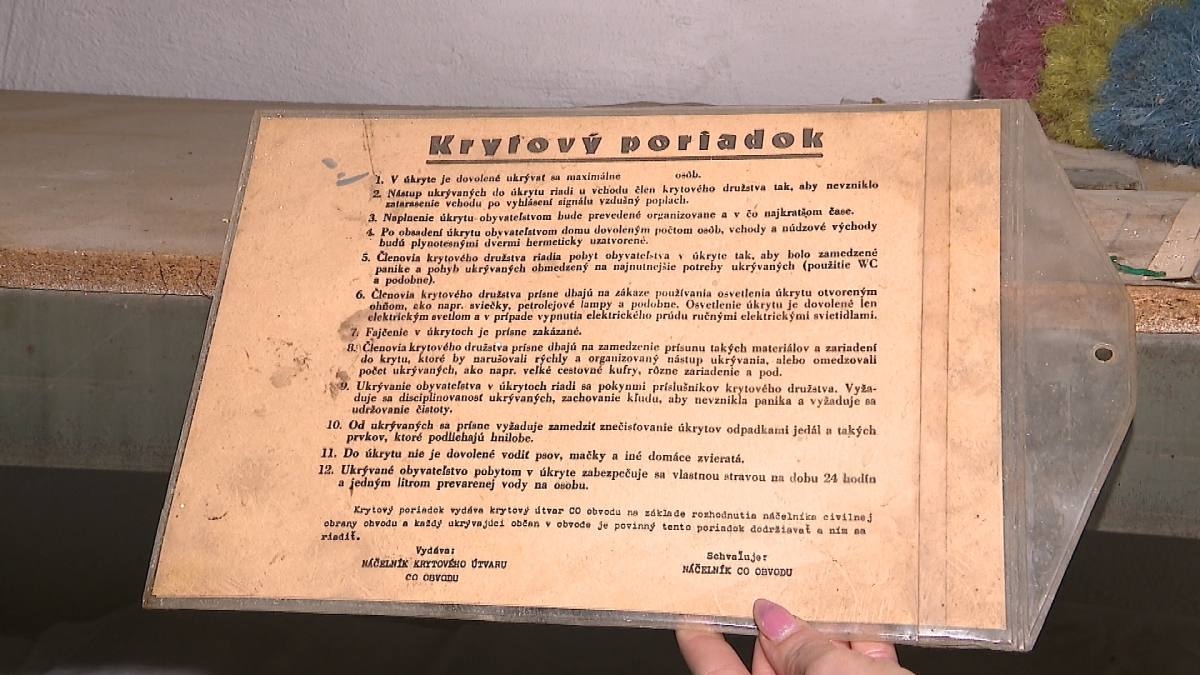 Krytový poriadok
1. V úkryte je dovolené ukrývat sa maximálne osôb.
2. Nástup ukrývaných do úkrytu riadi u vchodu člen krytového družstva tak, aby nevzniklo
zatarasenie vchodu po vyhlásení signálu vzdušný poplach.
3. Naplnenie úkrytu obyvateľstvom bude prevedené organizovane a v čo najkratšom čase.
4. Po obsadení úkrytu obyvateľstvom domu dovoleným počtom osôb, vchody a núdzové východy
budú plynotesnými dvermi hermeticky uzatvorené.
5. Členovia krytového družstva riadia pobyt obyvateľstva v úkryte tak, aby bolo zamedzené
panike a pohyb ukrývaných obmedzený na najnutnejšie potreby ukrývaných (použitie WC
a podobne).
6. Členovia krytového družstva prísne dbajú na zákaze používania osvetlenia úkrytu otvoreným
ohňom, ako napr. sviečky, petrolejové lampy a podobne. Osvetlenie úkrytu je dovolené len
elektrickým svetlom a v prípade vypnutia elektrického prúdu ručnými elektrickými svietidlami.
7. Fajčenie v úkrytoch je prísne zakázané.
8. Členovia krytového družstva prísne dbajú na zamedzenie prísunu takých materiálov a zariadení
do krytu, ktoré by narušovali rýchly a organizovaný nástup ukrývania, alebo omedzovali
počet ukrývaných, ako napr. veľké cestovné kufry, rôzne zariadenie a pod.
9. Ukrývanie obyvateľstva v úkrytoch riadi sa pokynmi príslušníkov krytového družstva. Vyža-
duje sa disciplinovanosť ukrývaných, zachovanie kľudu, aby nevznikla panika a vyžaduje sa
udržovanie čistoty.
10. Od ukrývaných sa prísne vyžaduje zamedziť znečisťovanie úkrytov odpadkami jedál a takých
prvkov, ktoré podliehajú hnilobe.
11. Do úkrytu nie je dovolené vodiť psov, mačky a iné domáce zvieratá.
12. Ukrývané obyvateľstvo pobytom v úkryte zabezpečuje sa vlastnou stravou na dobu 24 hodín
a jedným litrom prevarenej vody na osobu.
Krytový poriadok vydáva krytový útvar CO obvodu na základe rozhodnutia náčelníka civilnej
obrany obvodu a každý ukrývajúci občan v obvode je povinný tento poriadok dodržiavať a ním sa
riadiť.
Vydáva: Schvaľuje:
NÁČELNÍK KRYTOVÉHO ÚTVARU NÁČELNÍK CO OBVODU
CO OBVODU